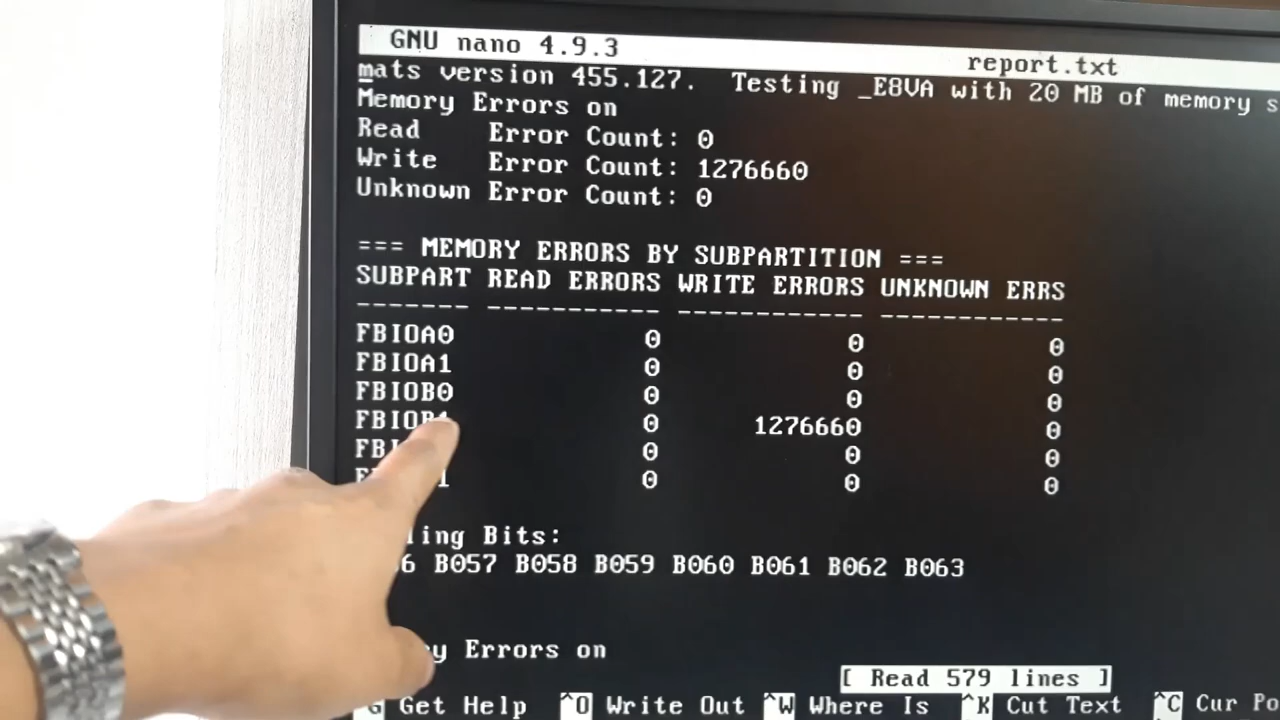 GNU nano 4.9.3 report.txt
mats version 455.127. Testing _E8VA with 20 MB of memory
Memory Errors on
Read Error Count: 0
Write Error Count: 1276660
Unknown Error Count: 0
=== MEMORY ERRORS BY SUBPARTITION ===
SUBPART READ ERRORS WRITE ERRORS UNKNOWN ERRS
------- ----------- ------------ ------------
FBIOA0 0 0 0
FBIOA1 0 0 0
FBIOB0 0 0 0
FBIOB1 0 1276660 0
0 0 0
0 0 0
Bits:
B057 B058 B059 B060 B061 B062 B063
Errors on
[ Read 579 lines ]
^G Get Help ^O Write Out ^W Where Is ^K Cut Text ^C Cur